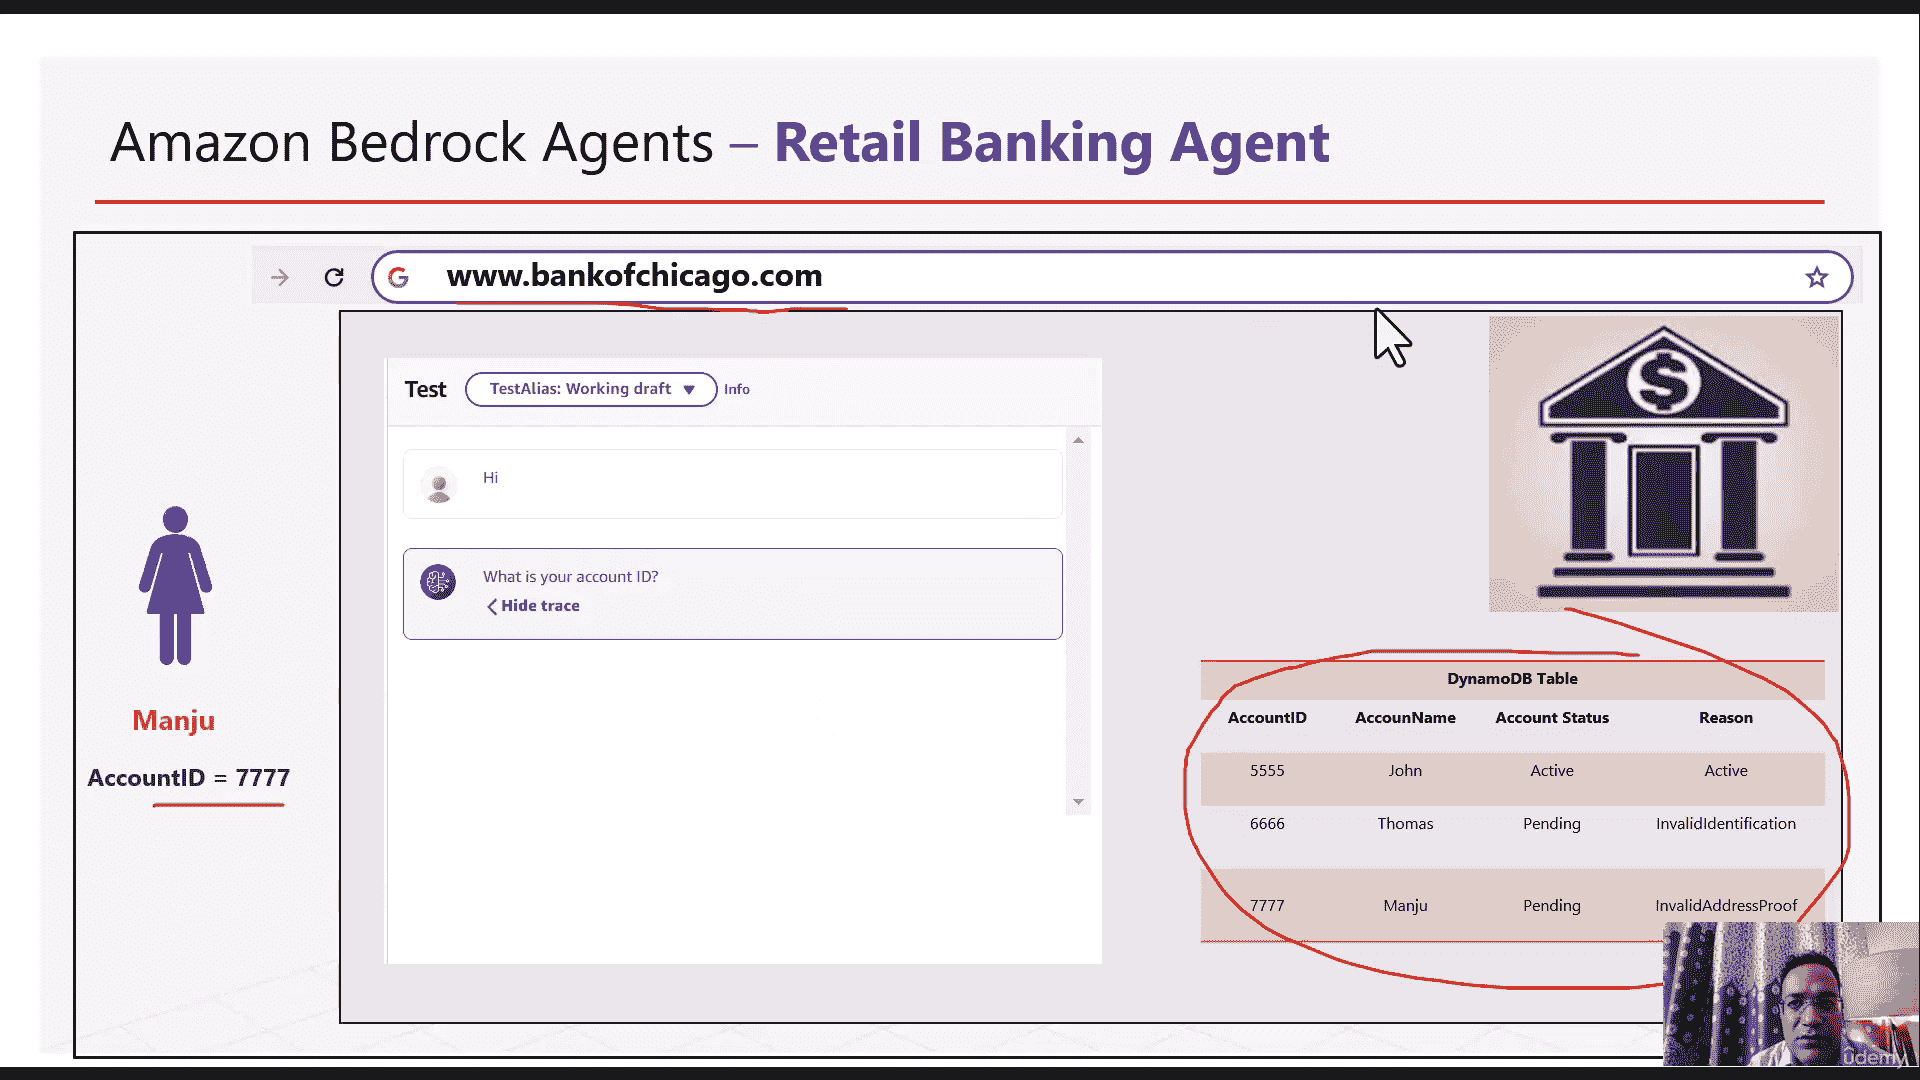 Amazon Bedrock Agents – Retail Banking Agent
www.bankofchicago.com
Test TestAlias: Working draft Info
Hi
What is your account ID?
Hide trace
Manju
AccountID = 7777
DynamoDB Table
AccountID AccounName Account Status Reason
5555 John Active Active
6666 Thomas Pending InvalidIdentification
7777 Manju Pending InvalidAddressProof
udemy